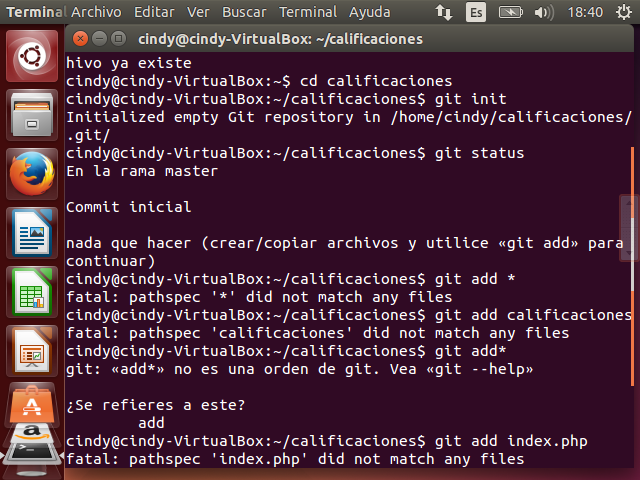 Terminal Archivo Editar Ver Buscar Terminal Ayuda Es 18:40
cindy@cindy-VirtualBox: ~/calificaciones
hivo ya existe
cindy@cindy-VirtualBox:~$ cd calificaciones
cindy@cindy-VirtualBox:~/calificaciones$ git init
Initialized empty Git repository in /home/cindy/calificaciones/
.git/
cindy@cindy-VirtualBox:~/calificaciones$ git status
En la rama master
Commit inicial
nada que hacer (crear/copiar archivos y utilice «git add» para
continuar)
cindy@cindy-VirtualBox:~/calificaciones$ git add *
fatal: pathspec '*' did not match any files
cindy@cindy-VirtualBox:~/calificaciones$ git add calificaciones
fatal: pathspec 'calificaciones' did not match any files
cindy@cindy-VirtualBox:~/calificaciones$ git add*
git: «add*» no es una orden de git. Vea «git --help»
¿Se refieres a este?
add
cindy@cindy-VirtualBox:~/calificaciones$ git add index.php
fatal: pathspec 'index.php' did not match any files